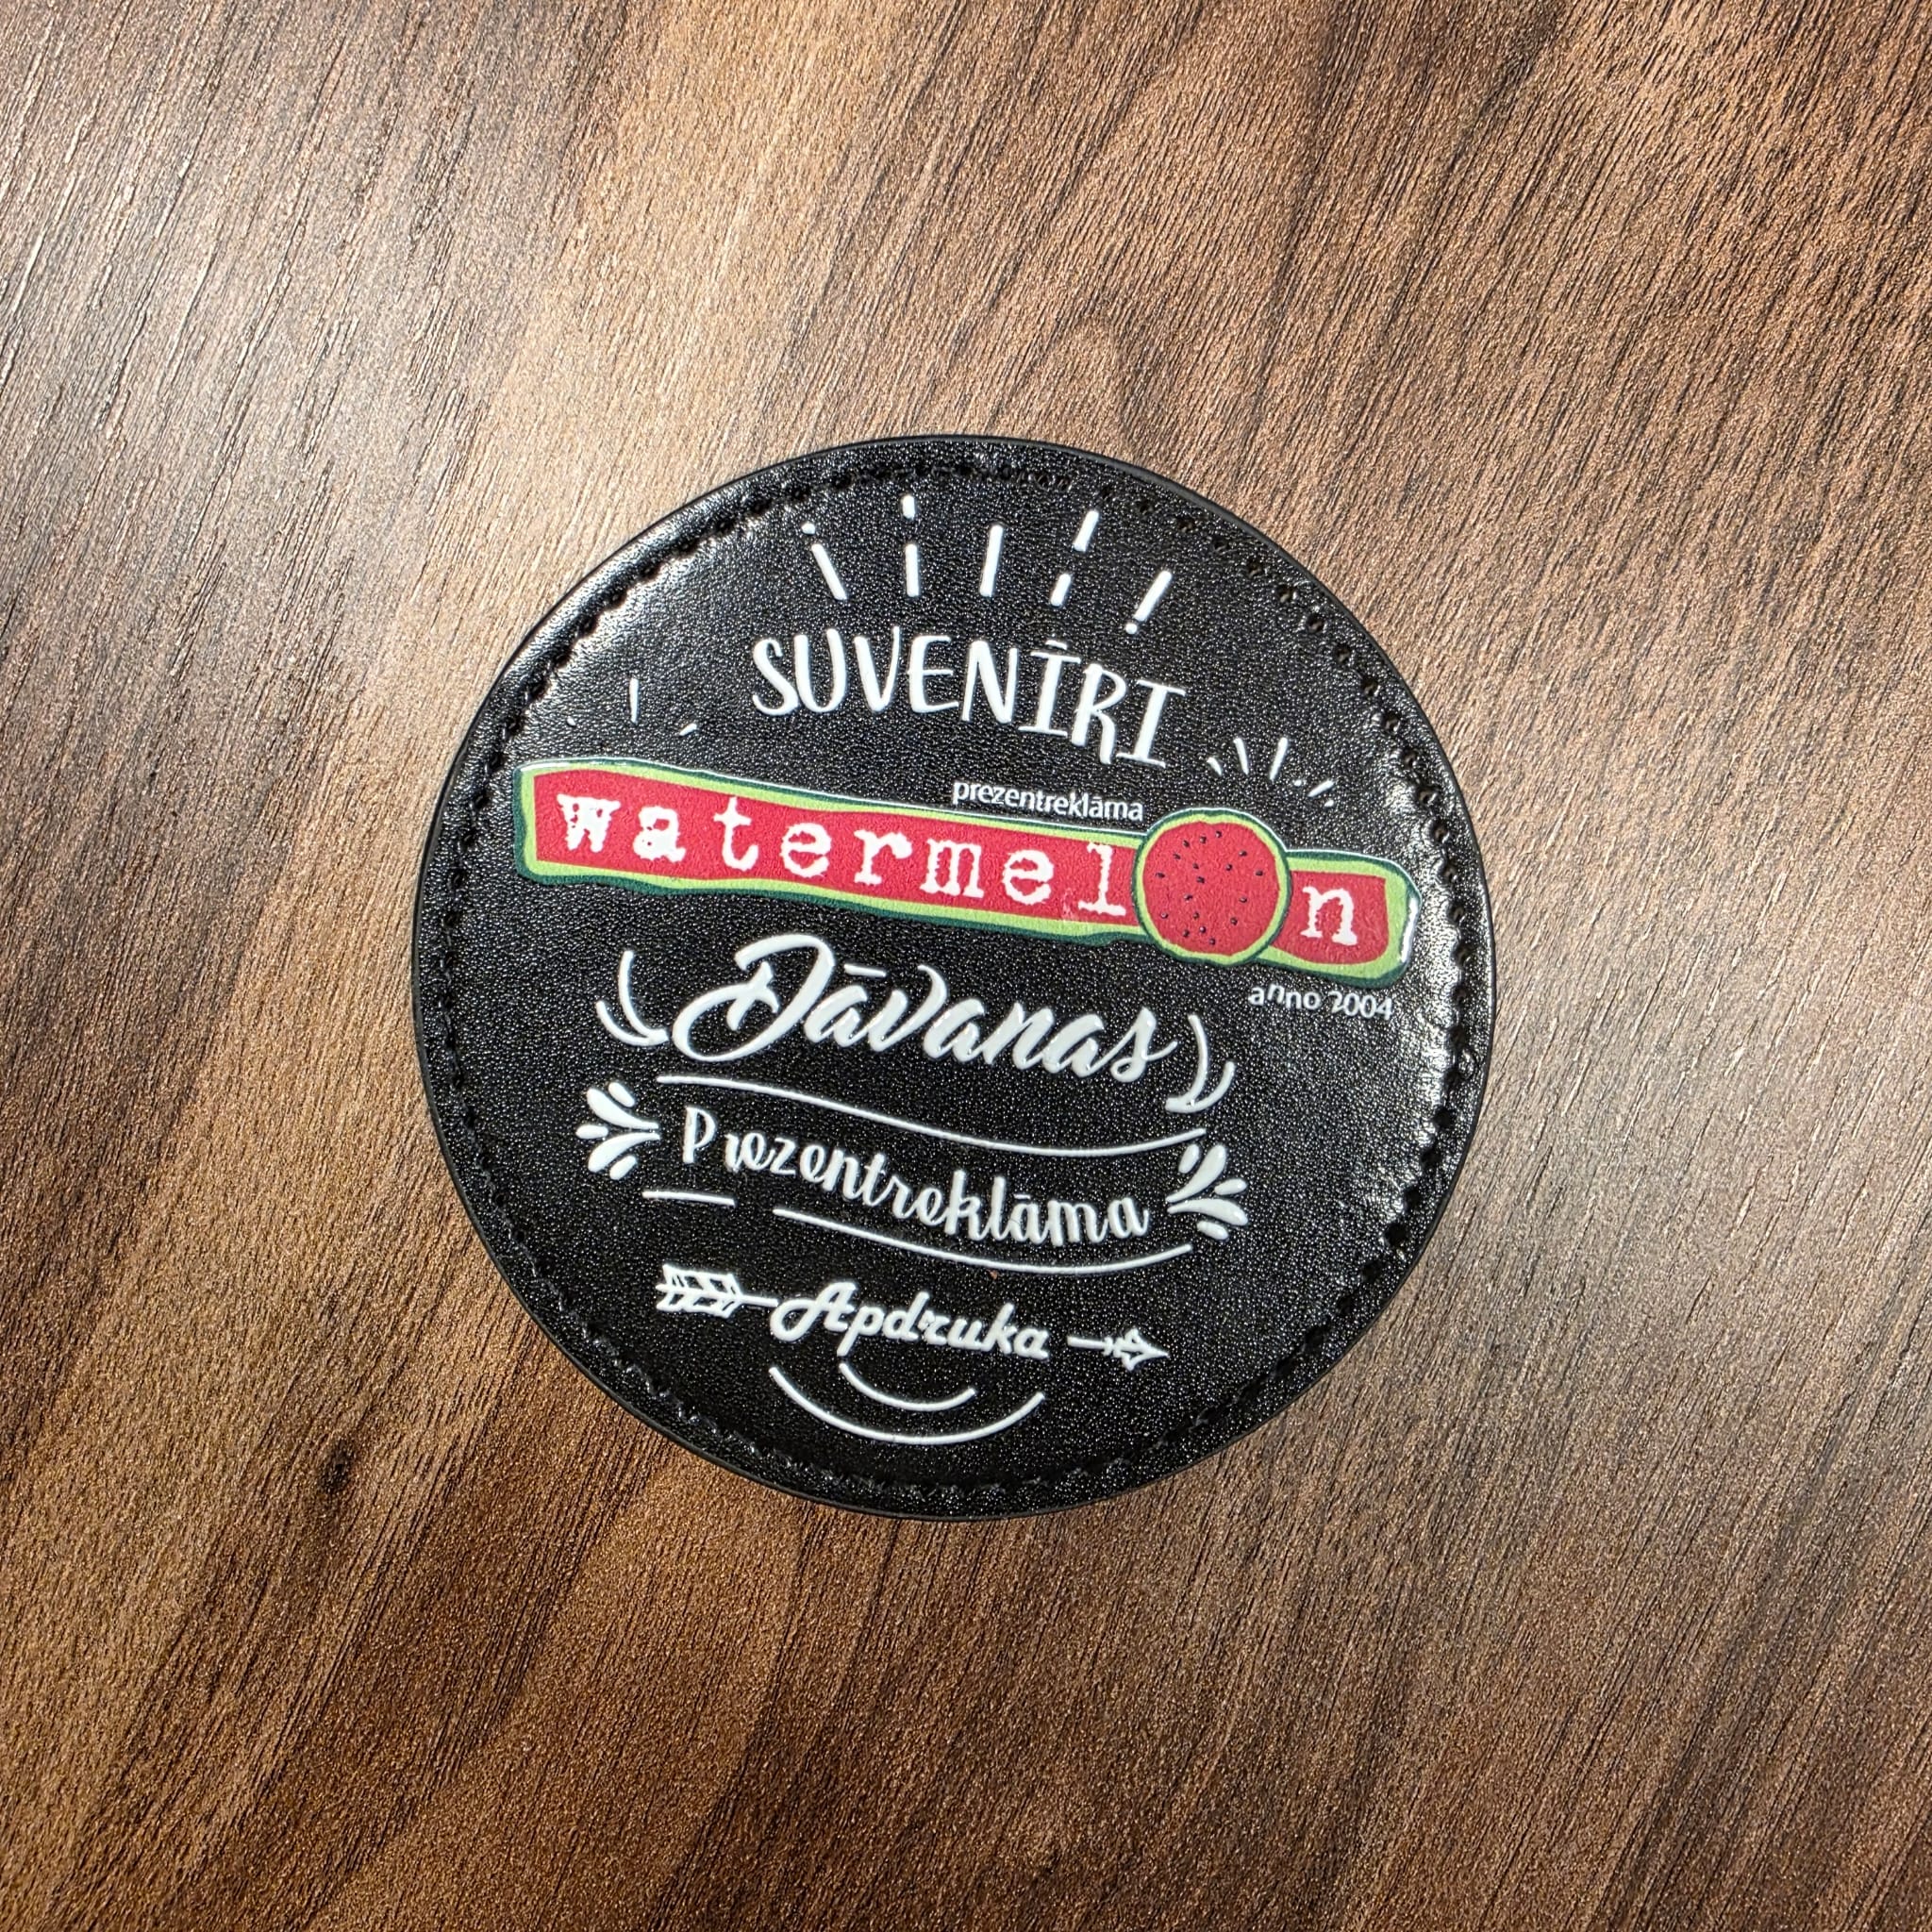 SUVENĪRI
prezentreklāma
watermelon
anno 2004
Dāvanas
Prezentreklāma
Apdruka